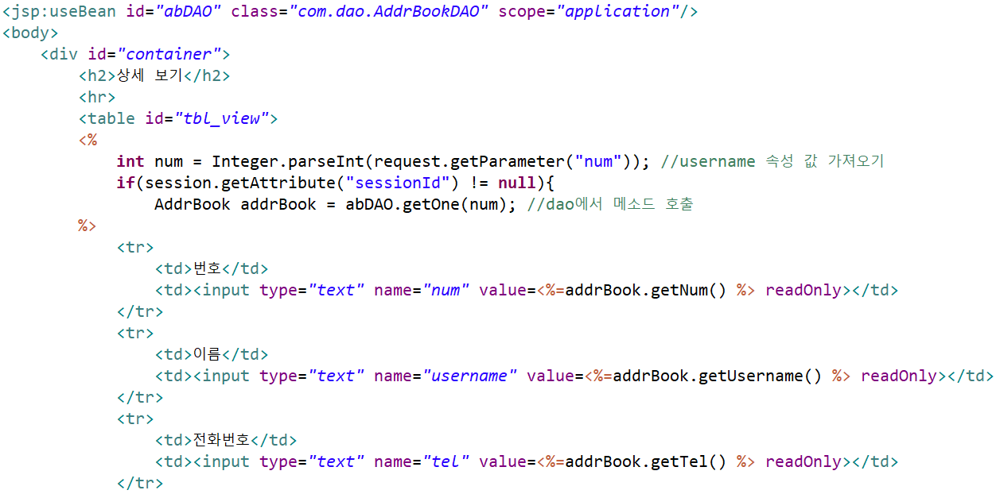 <jsp:useBean id="abDAO" class="com.dao.AddrBookDAO" scope="application"/>
<body>
    <div id="container">
        <h2>상세 보기</h2>
        <hr>
        <table id="tbl_view">
        <%
            int num = Integer.parseInt(request.getParameter("num")); //username 속성 값 가져오기
            if(session.getAttribute("sessionId") != null){
                AddrBook addrBook = abDAO.getOne(num); //dao에서 메소드 호출
        %>
            <tr>
                <td>번호</td>
                <td><input type="text" name="num" value=<%=addrBook.getNum() %> readOnly></td>
            </tr>
            <tr>
                <td>이름</td>
                <td><input type="text" name="username" value=<%=addrBook.getUsername() %> readOnly></td>
            </tr>
            <tr>
                <td>전화번호</td>
                <td><input type="text" name="tel" value=<%=addrBook.getTel() %> readOnly></td>
            </tr>